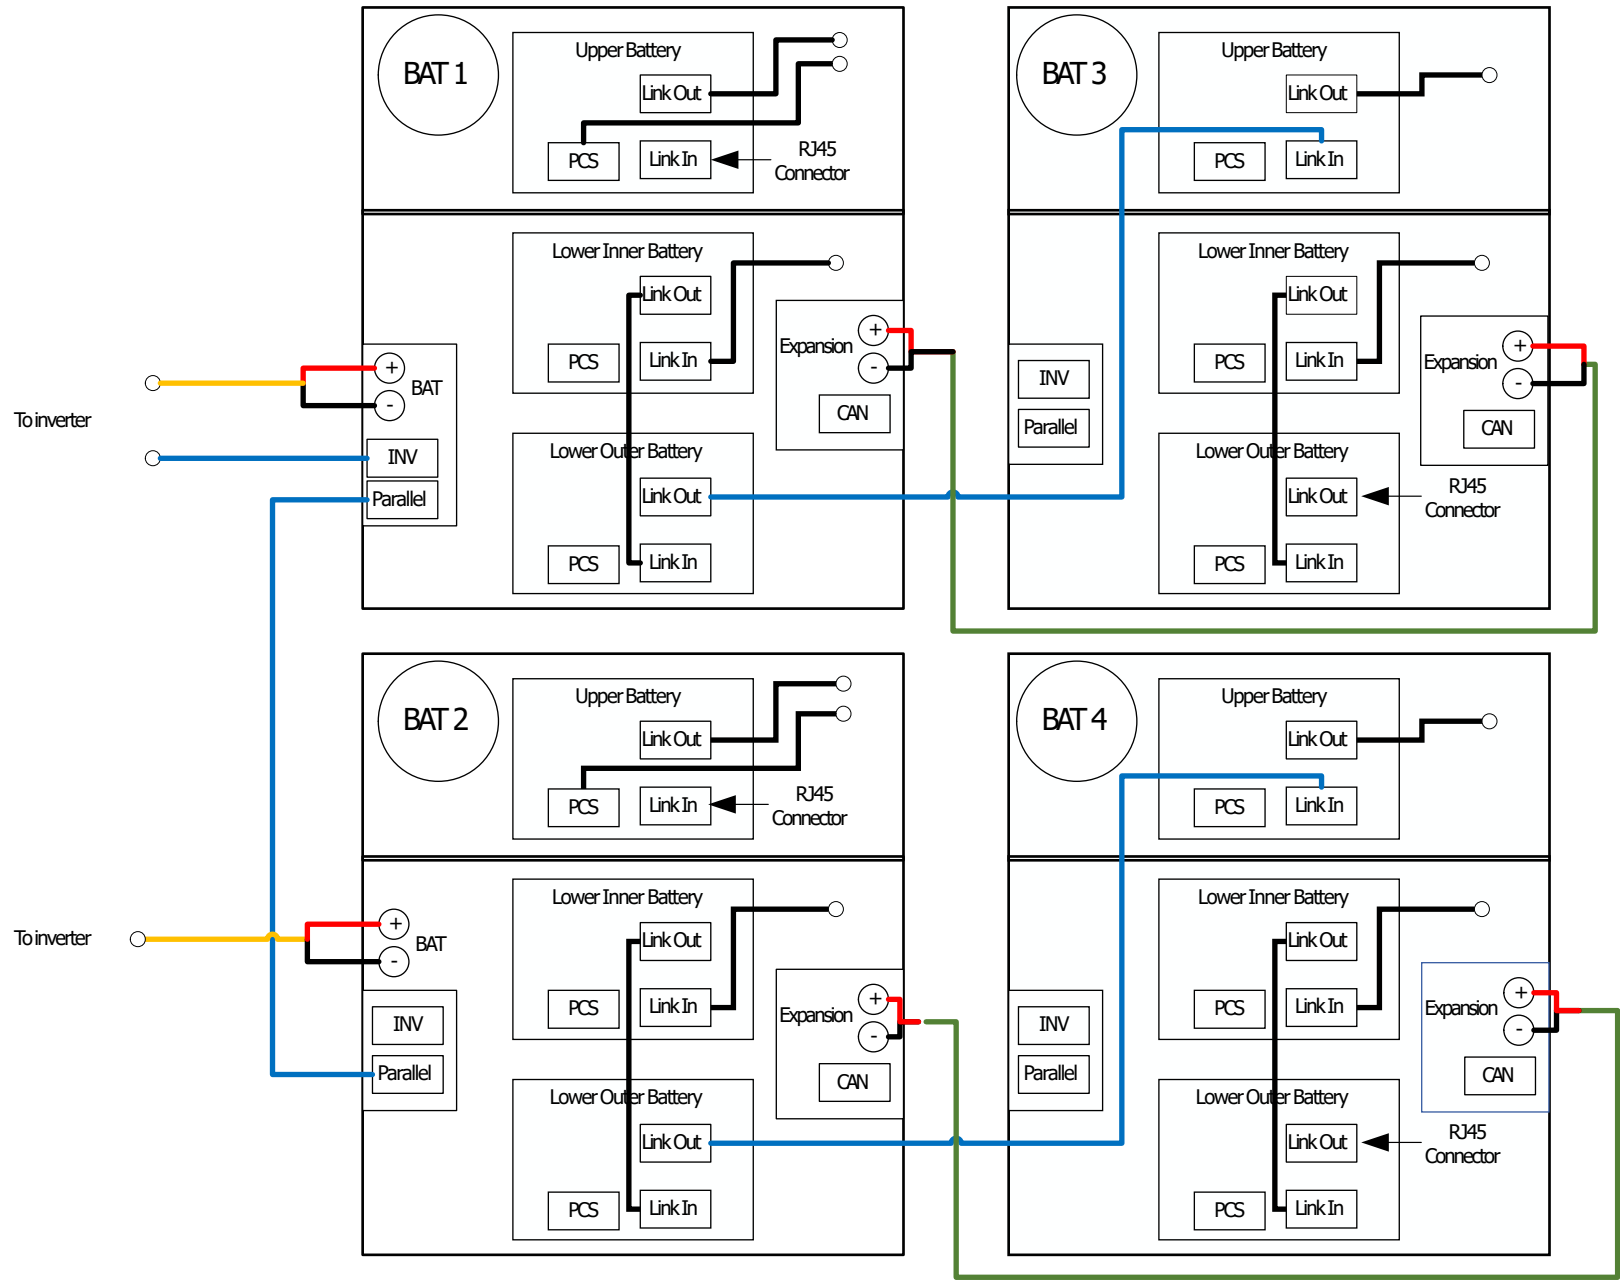 BAT 1
Upper Battery
Link Out
PCS
Link In
RJ45
Connector
Lower Inner Battery
Link Out
PCS
Link In
Expansion
+
-
CAN
To inverter
+
-
BAT
INV
Parallel
Lower Outer Battery
Link Out
PCS
Link In
BAT 3
Upper Battery
Link Out
PCS
Link In
Lower Inner Battery
Link Out
PCS
Link In
Expansion
+
-
CAN
INV
Parallel
Lower Outer Battery
Link Out
RJ45
Connector
PCS
Link In
BAT 2
Upper Battery
Link Out
PCS
Link In
RJ45
Connector
Lower Inner Battery
Link Out
PCS
Link In
Expansion
+
-
CAN
To inverter
+
-
BAT
INV
Parallel
Lower Outer Battery
Link Out
PCS
Link In
BAT 4
Upper Battery
Link Out
PCS
Link In
Lower Inner Battery
Link Out
PCS
Link In
Expansion
+
-
CAN
INV
Parallel
Lower Outer Battery
Link Out
RJ45
Connector
PCS
Link In